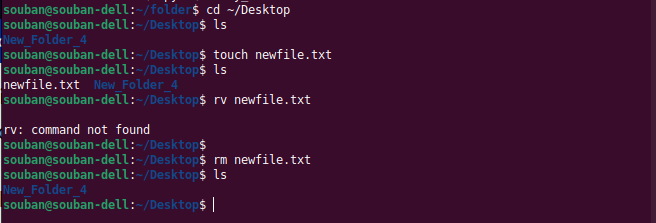 souban@souban-dell:~/folder$ cd ~/Desktop
souban@souban-dell:~/Desktop$ ls
New_Folder_4
souban@souban-dell:~/Desktop$ touch newfile.txt
souban@souban-dell:~/Desktop$ ls
newfile.txt  New_Folder_4
souban@souban-dell:~/Desktop$ rv newfile.txt
rv: command not found
souban@souban-dell:~/Desktop$
souban@souban-dell:~/Desktop$ rm newfile.txt
souban@souban-dell:~/Desktop$ ls
New_Folder_4
souban@souban-dell:~/Desktop$